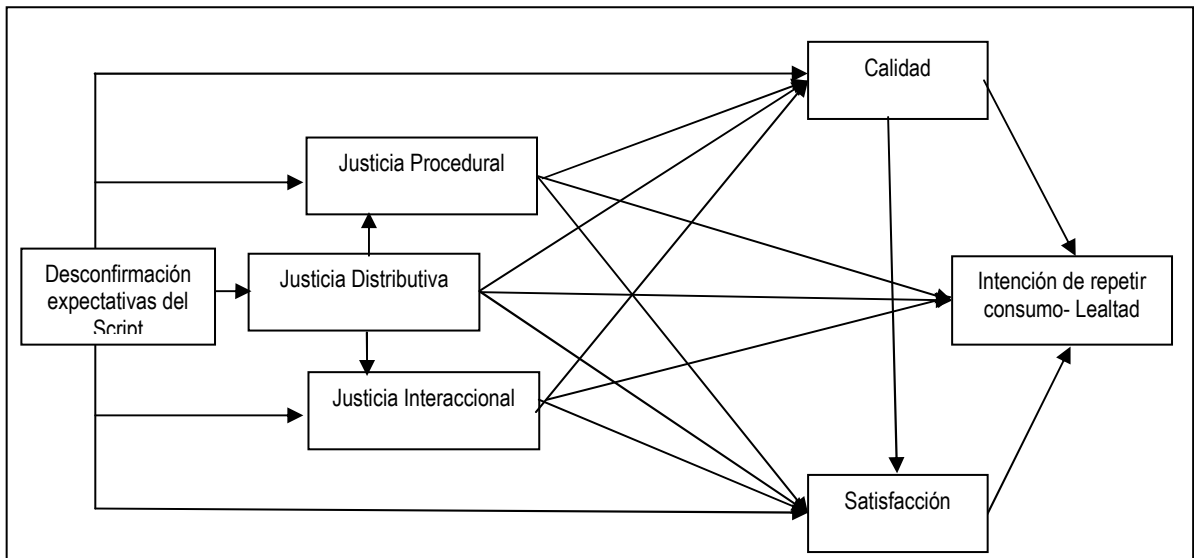 Calidad
Justicia Procedural
Desconfirmación
expectativas del
Script
Justicia Distributiva
Intención de repetir
consumo- Lealtad
Justicia Interaccional
Satisfacción